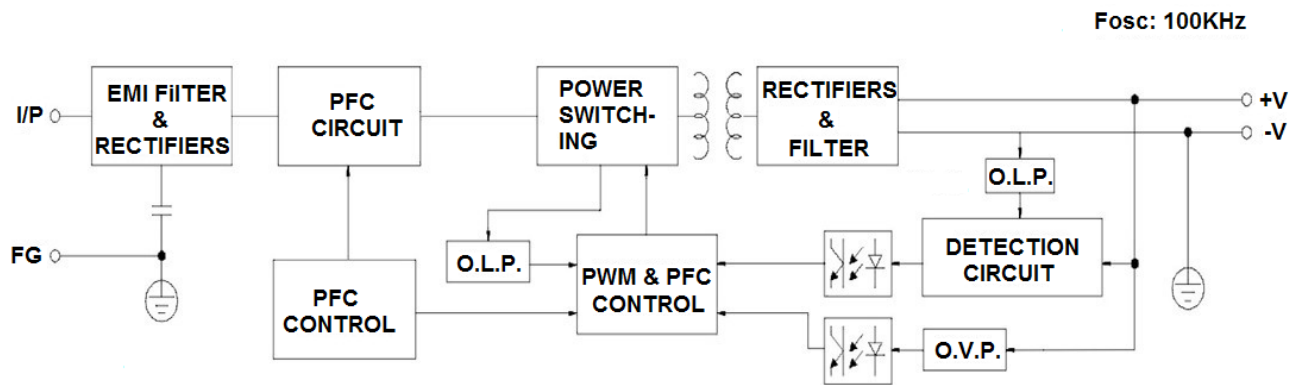 Fosc: 100KHz
I/P
EMI FilTER
&
RECTIFIERS
PFC
CIRCUIT
POWER
SWITCH-
ING
RECTIFIERS
&
FILTER
+V
-V
O.L.P.
FG
O.L.P.
PFC
CONTROL
PWM & PFC
CONTROL
DETECTION
CIRCUIT
O.V.P.